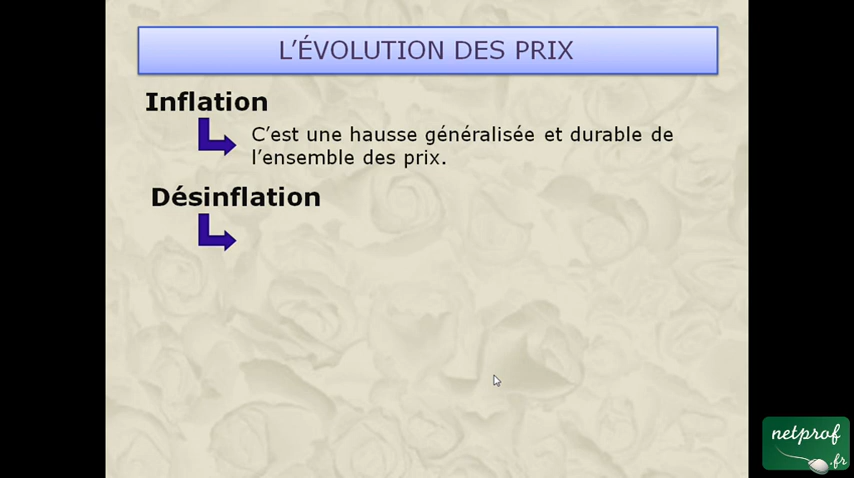 L'ÉVOLUTION DES PRIX
Inflation
C'est une hausse généralisée et durable de
l'ensemble des prix.
Désinflation
netprof
.fr